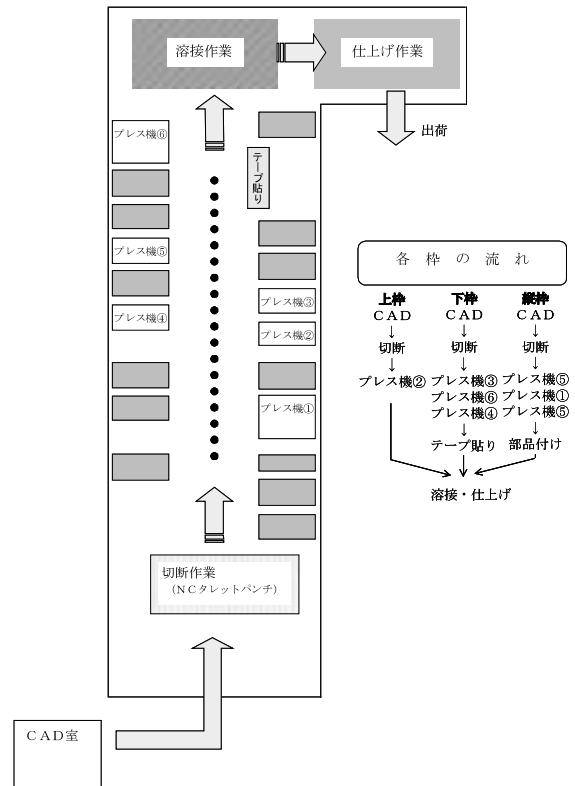 溶接作業
仕上げ作業
出荷
プレス機⑥
テープ貼り
プレス機⑤
プレス機③
プレス機④
プレス機②
プレス機①
切断作業
(NCタレットパンチ)
CAD室
各枠の流れ
上枠
CAD
↓
切断
↓
プレス機②
下枠
CAD
↓
切断
↓
プレス機③
プレス機⑥
プレス機④
↓
テープ貼り
縦枠
CAD
↓
切断
↓
プレス機⑤
プレス機①
プレス機⑤
↓
部品付け
溶接・仕上げ